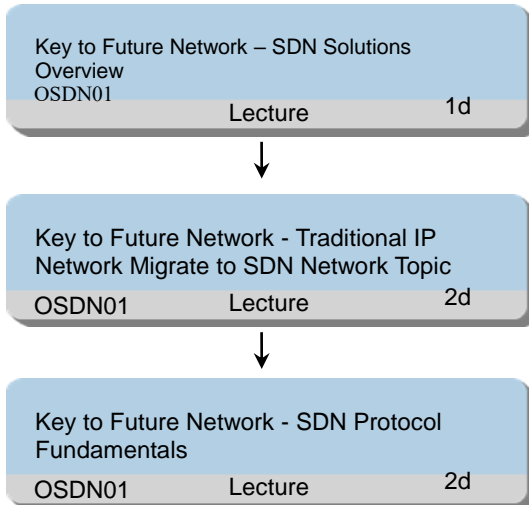 Key to Future Network – SDN Solutions
Overview
OSDN01
Lecture 1d
Key to Future Network - Traditional IP
Network Migrate to SDN Network Topic
OSDN01 Lecture 2d
Key to Future Network - SDN Protocol
Fundamentals
OSDN01 Lecture 2d